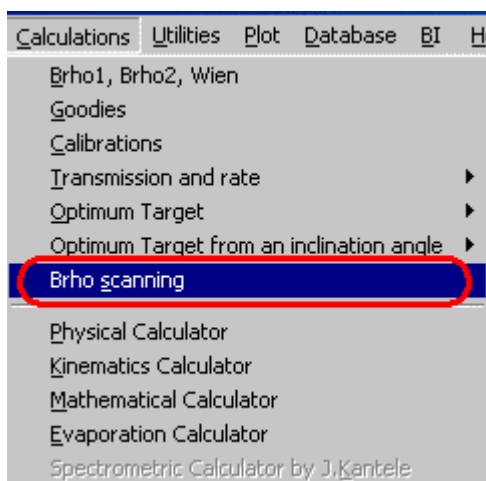 Calculations Utilities Plot Database BI
Brho1, Brho2, Wien
Goodies
Calibrations
Transmission and rate
Optimum Target
Optimum Target from an inclination angle
Brho scanning
Physical Calculator
Kinematics Calculator
Mathematical Calculator
Evaporation Calculator
Spectrometric Calculator by J.Kantele